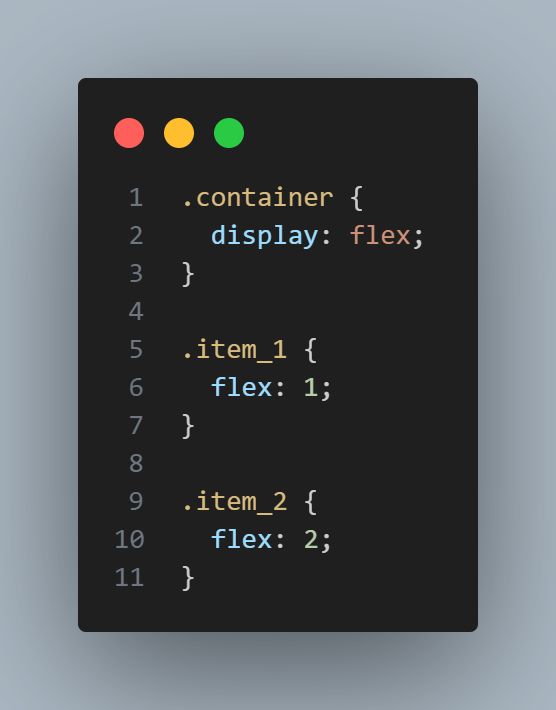 1 .container {
2   display: flex;
3 }
4
5 .item_1 {
6   flex: 1;
7 }
8
9 .item_2 {
10   flex: 2;
11 }